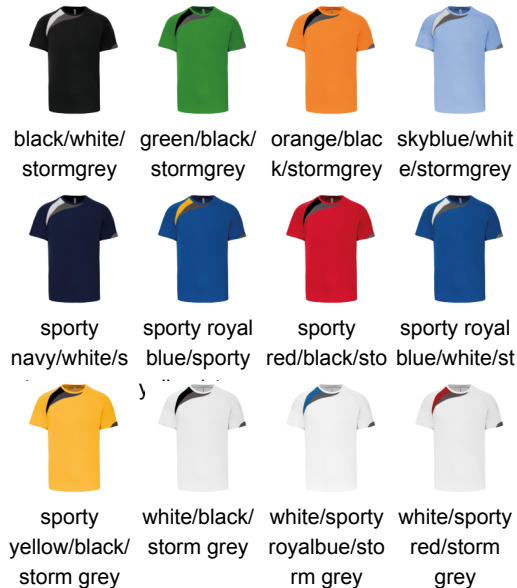 black/white/
stormgrey
green/black/
stormgrey
orange/blac
k/stormgrey
skyblue/whit
e/stormgrey
sporty
navy/white/s
sporty royal
blue/sporty
sporty
red/black/sto
sporty royal
blue/white/st
sporty
yellow/black/
storm grey
white/black/
storm grey
white/sporty
royalbue/sto
rm grey
white/sporty
red/storm
grey